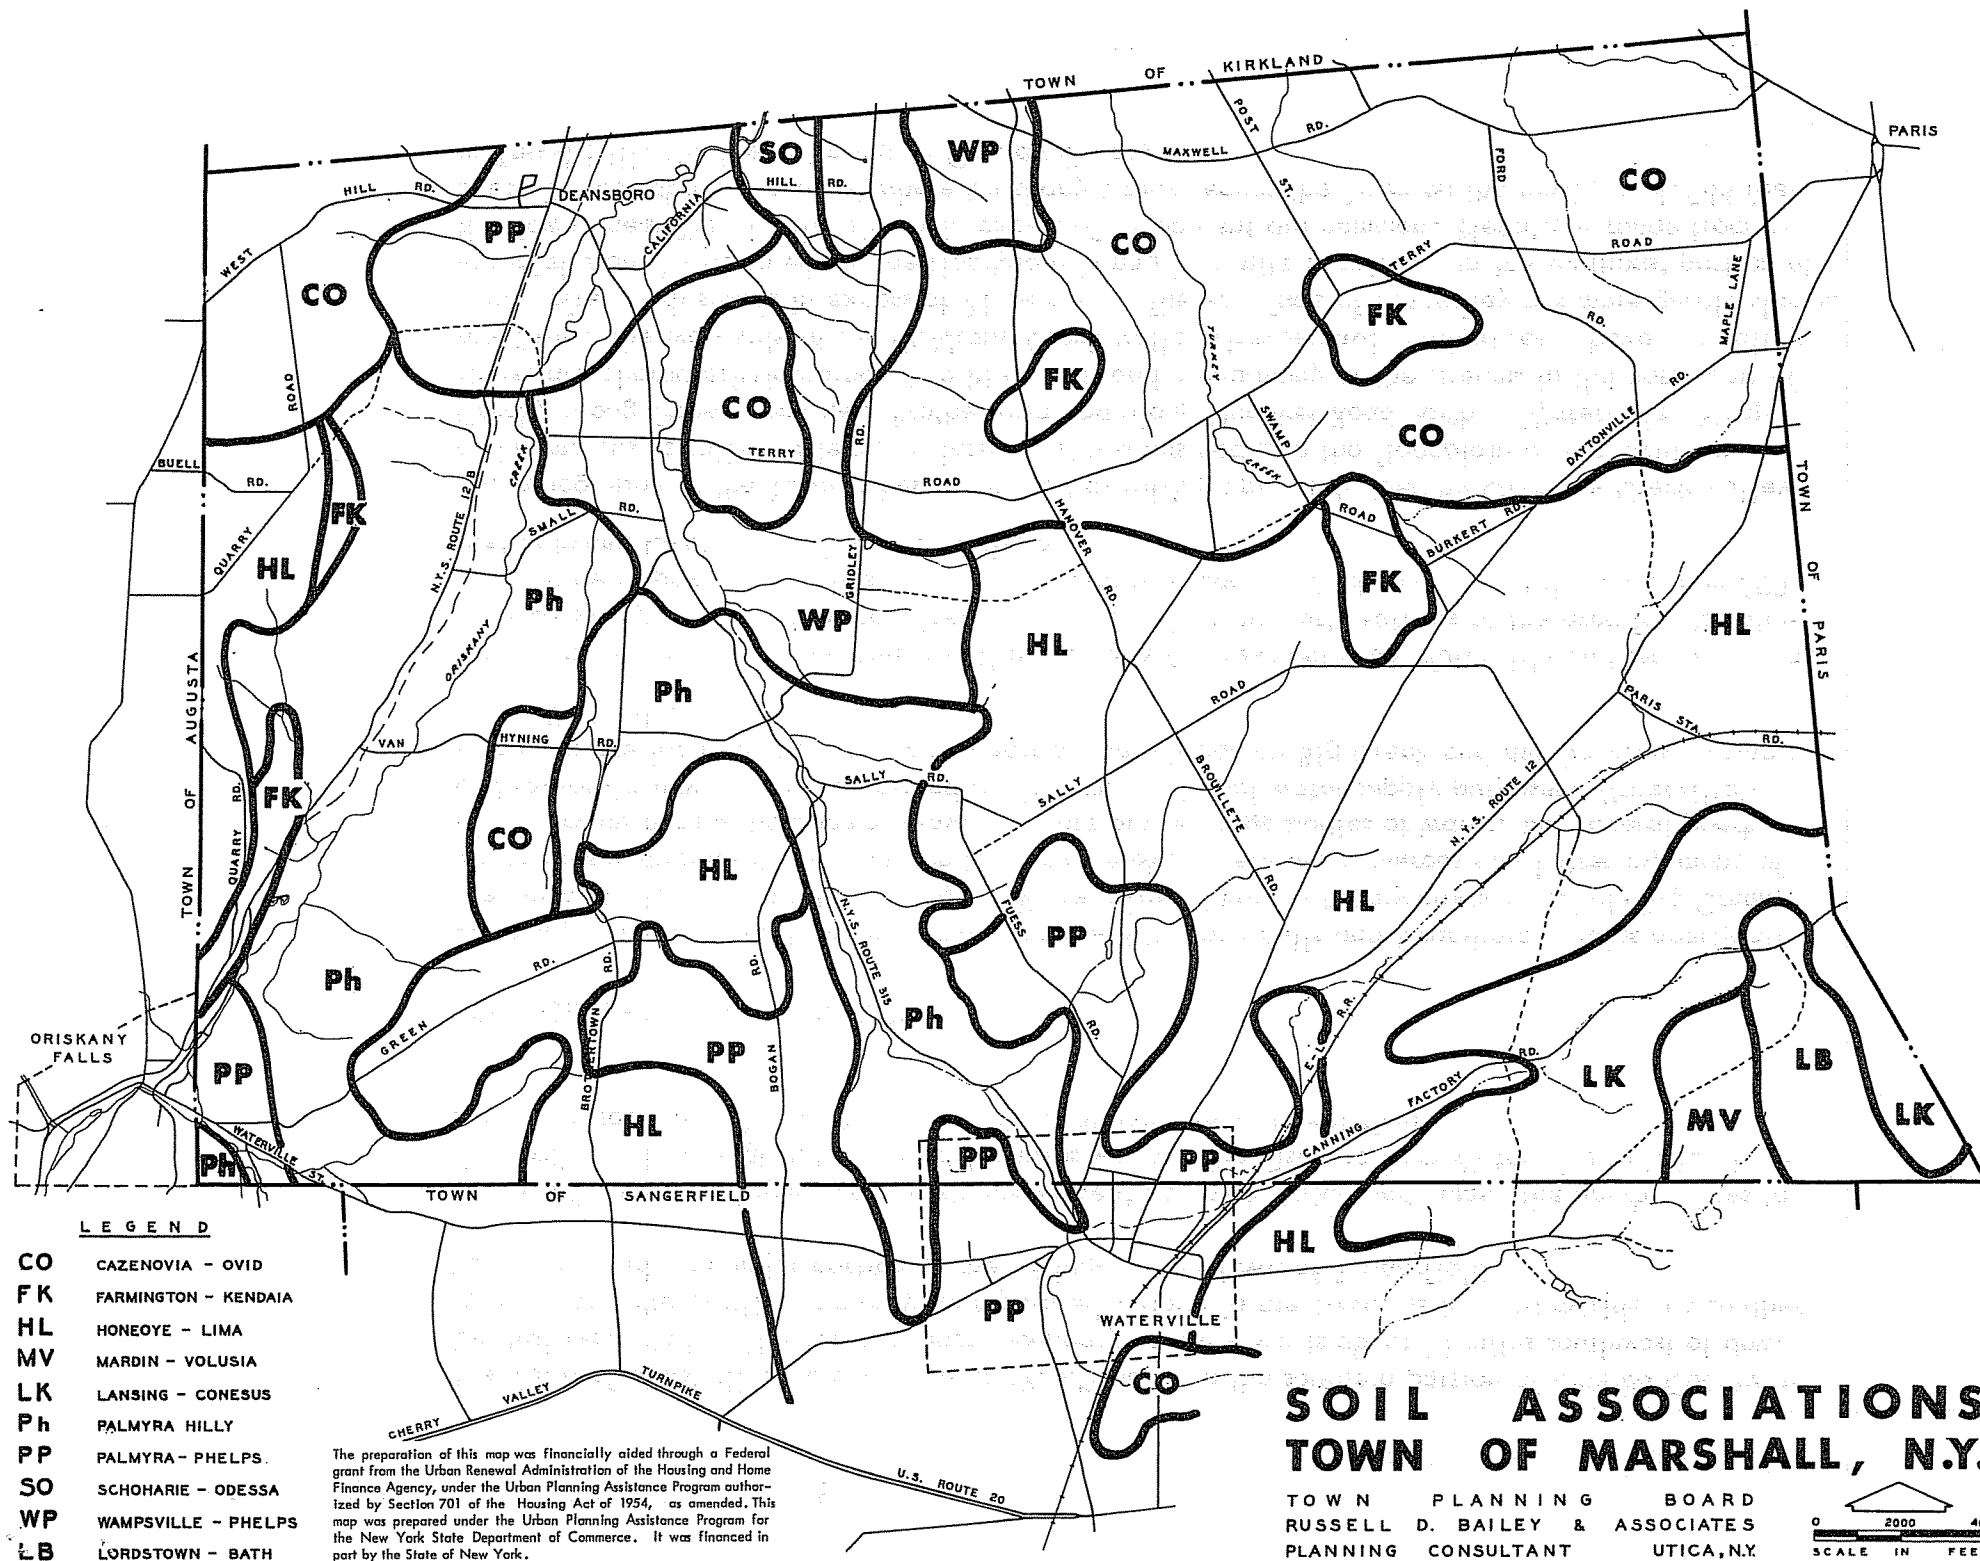 TOWN OF KIRKLAND
PARIS
POST ST.
MAXWELL RD.
FORD RD.
SO
WP
CO
HILL RD.
WEST HILL RD.
DEANSBORO
CALIFORNIA
PP
CO
CO
TERRY ROAD
MAPLE LANE
FK
CO
FK
TURKEY CREEK
CO
TERRY ROAD
ROAD
SWAMP ROAD
DAYTONVILLE RD.
BUELL RD.
QUARRY
FK
HL
N.Y.S. ROUTE 12 B
ORISKANY CREEK
SMALL RD.
Ph
GRIDLEY RD.
WP
HANOVER RD.
HL
BURKERT RD.
FK
HL
TOWN OF PARIS
TOWN OF AUGUSTA
Ph
VAN HYNING RD.
SALLY RD.
SALLY ROAD
BROUILLETE RD.
N.Y.S. ROUTE 12
PARIS STA. RD.
QUARRY RD.
FK
CO
HL
N.Y.S. ROUTE 315
FUESS RD.
PP
HL
Ph
GREEN RD.
BROTHERTOWN RD.
BOGAN RD.
PP
Ph
E-L R.R.
CANNING FACTORY RD.
LK
LB
MV
LK
ORISKANY
FALLS
PP
WATERVILLE ST.
Ph
HL
PP
PP
TOWN OF SANGERFIELD
HL
PP
WATERVILLE
CO
CHERRY VALLEY TURNPIKE
U.S. ROUTE 20
LEGEND
CO CAZENOVIA - OVID
FK FARMINGTON - KENDAIA
HL HONEOYE - LIMA
MV MARDIN - VOLUSIA
LK LANSING - CONESUS
Ph PALMYRA HILLY
PP PALMYRA - PHELPS.
SO SCHOHARIE - ODESSA
WP WAMPSVILLE - PHELPS
LB LORDSTOWN - BATH
The preparation of this map was financially aided through a Federal
grant from the Urban Renewal Administration of the Housing and Home
Finance Agency, under the Urban Planning Assistance Program author-
ized by Section 701 of the Housing Act of 1954, as amended. This
map was prepared under the Urban Planning Assistance Program for
the New York State Department of Commerce. It was financed in
part by the State of New York.
SOIL ASSOCIATIONS
TOWN OF MARSHALL, N.Y.
TOWN PLANNING BOARD
RUSSELL D. BAILEY & ASSOCIATES
PLANNING CONSULTANT UTICA, N.Y.
0 2000 40
SCALE IN FEE